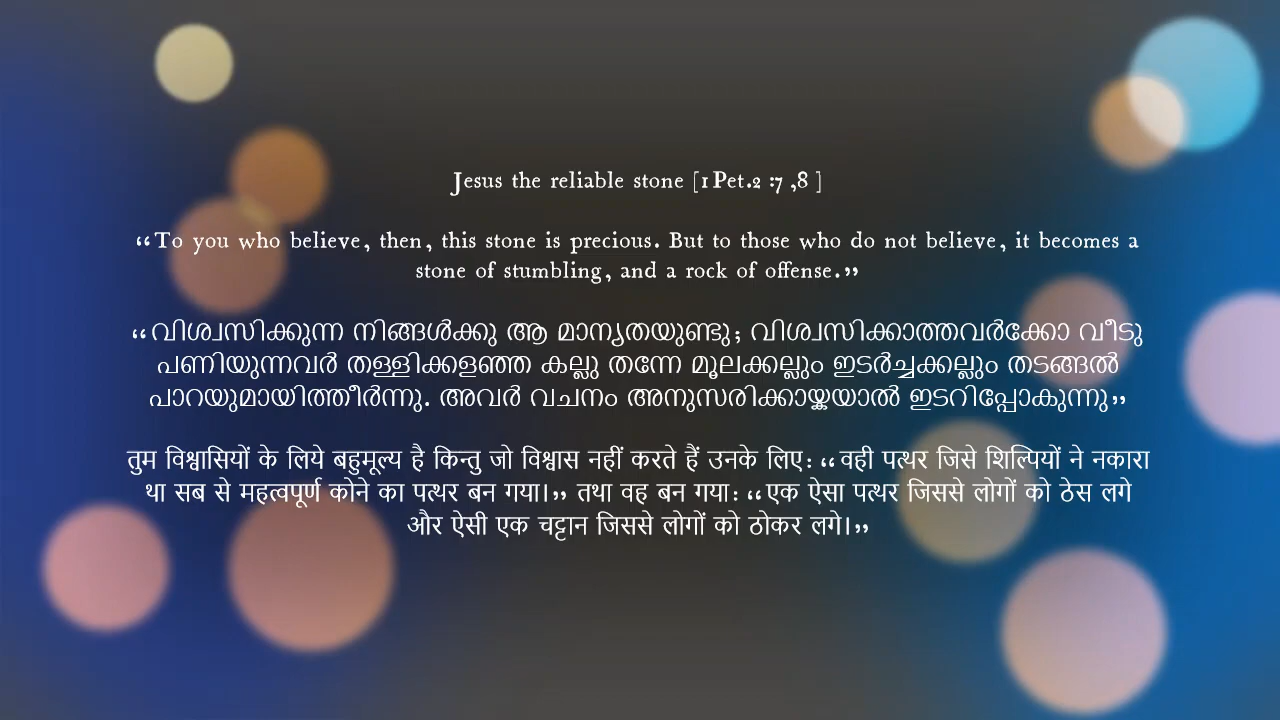 Jesus the reliable stone [1 Pet.2 :7 ,8 ]
“To you who believe, then, this stone is precious. But to those who do not believe, it becomes a
stone of stumbling, and a rock of offense.”
“വിശ്വസിക്കുന്ന നിങ്ങൾക്കു ആ മാന്യതയുണ്ടു; വിശ്വസിക്കാത്തവർക്കോ വീടു
പണിയുന്നവർ തള്ളിക്കളഞ്ഞ കല്ലു തന്നേ മൂലക്കല്ലും ഇടർച്ചക്കല്ലും തടങ്ങൽ
പാറയുമായിത്തീർന്നു. അവർ വചനം അനുസരിക്കായ്കയാൽ ഇടറിപ്പോകുന്നു”
तुम विश्वासियों के लिये बहुमूल्य है किन्तु जो विश्वास नहीं करते हैं उनके लिए: “वही पत्थर जिसे शिल्पियों ने नकारा
था सब से महत्वपूर्ण कोने का पत्थर बन गया।” तथा वह बन गया: “एक ऐसा पत्थर जिससे लोगों को ठेस लगे
और ऐसी एक चट्टान जिससे लोगों को ठोकर लगे।”